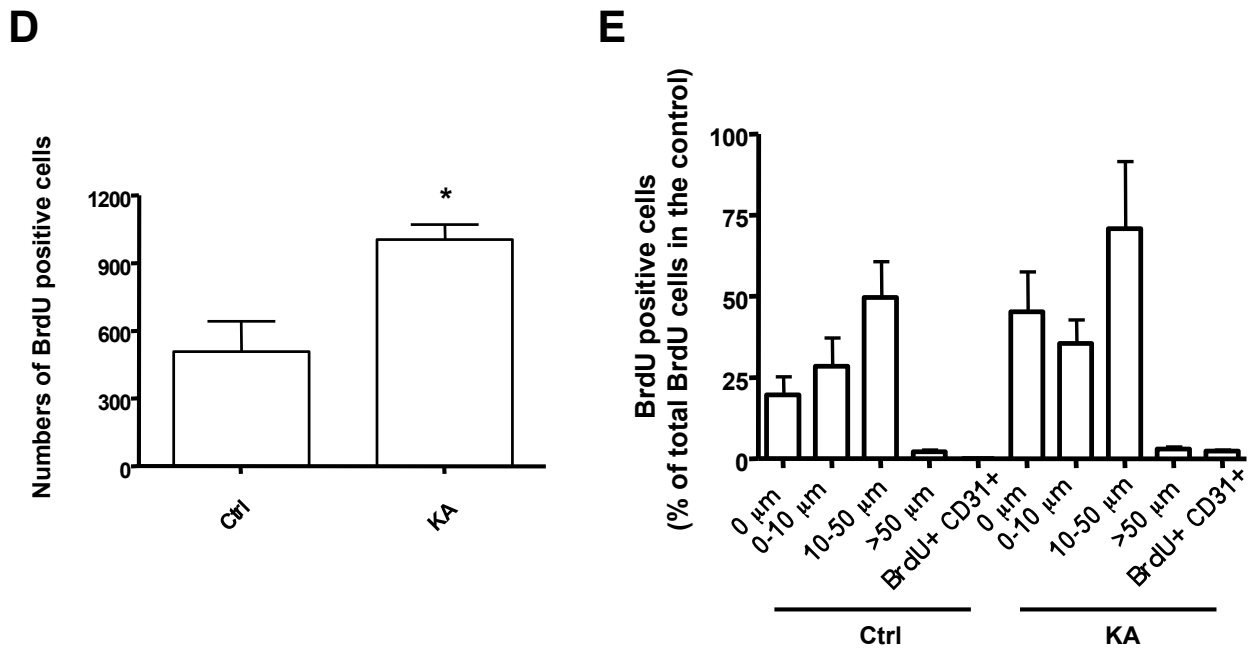 D
Numbers of BrdU positive cells
1200
900
600
300
0
*
Ctrl
KA
E
BrdU positive cells
(% of total BrdU cells in the control)
100
75
50
25
0
0 μm
0-10 μm
10-50 μm
>50 μm
BrdU+ CD31+
0 μm
0-10 μm
10-50 μm
>50 μm
BrdU+ CD31+
Ctrl
KA